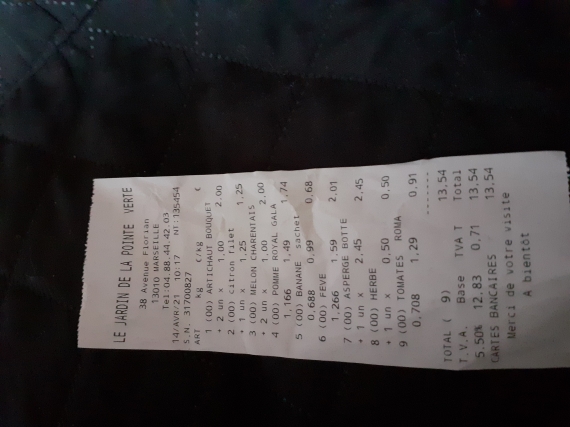 LE JARDIN DE LA POINTE VERTE
38 Avenue Florian
13010 MARSEILLE
Tel:04.88.44.42.03
14/AVR/21 10:17 NT:135454
S.N. 31700827
ART kg €/kg €
1 (00) ARTICHAUT BOUQUET
+ 2 un x 1,00 2,00
2 (00) citron filet
+ 1 un x 1,25 1,25
3 (00) MELON CHARENTAIS
+ 2 un x 1,00 2,00
4 (00) POMME ROYAL GALA
1,166 1,49 1,74
5 (00) BANANE sachet
0,688 0,99 0,68
6 (00) FEVE
1,266 1,59 2,01
7 (00) ASPERGE BOTTE
+ 1 un x 2,45 2,45
8 (00) HERBE
+ 1 un x 0,50 0,50
9 (00) TOMATES ROMA
0,708 1,29 0,91
-------
TOTAL ( 9) 13,54
T.V.A. Base TVA T Total
5.50% 12,83 0,71 13,54
CARTES BANCAIRES 13,54
Merci de votre visite
A bientôt